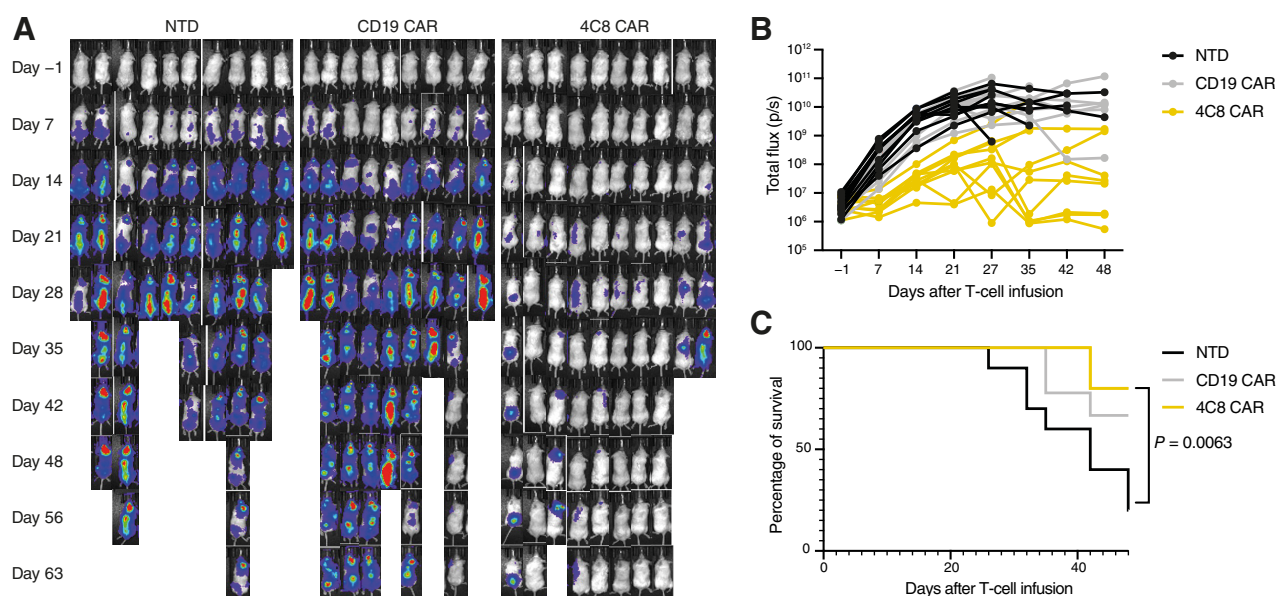 A
NTD
CD19 CAR
4C8 CAR
Day −1
Day 7
Day 14
Day 21
Day 28
Day 35
Day 42
Day 48
Day 56
Day 63
B
Total flux (p/s)
10¹²
10¹¹
10¹⁰
10⁹
10⁸
10⁷
10⁶
10⁵
−1
7
14
21
27
35
42
48
Days after T-cell infusion
NTD
CD19 CAR
4C8 CAR
C
Percentage of survival
100
50
0
0
20
40
Days after T-cell infusion
NTD
CD19 CAR
4C8 CAR
P = 0.0063